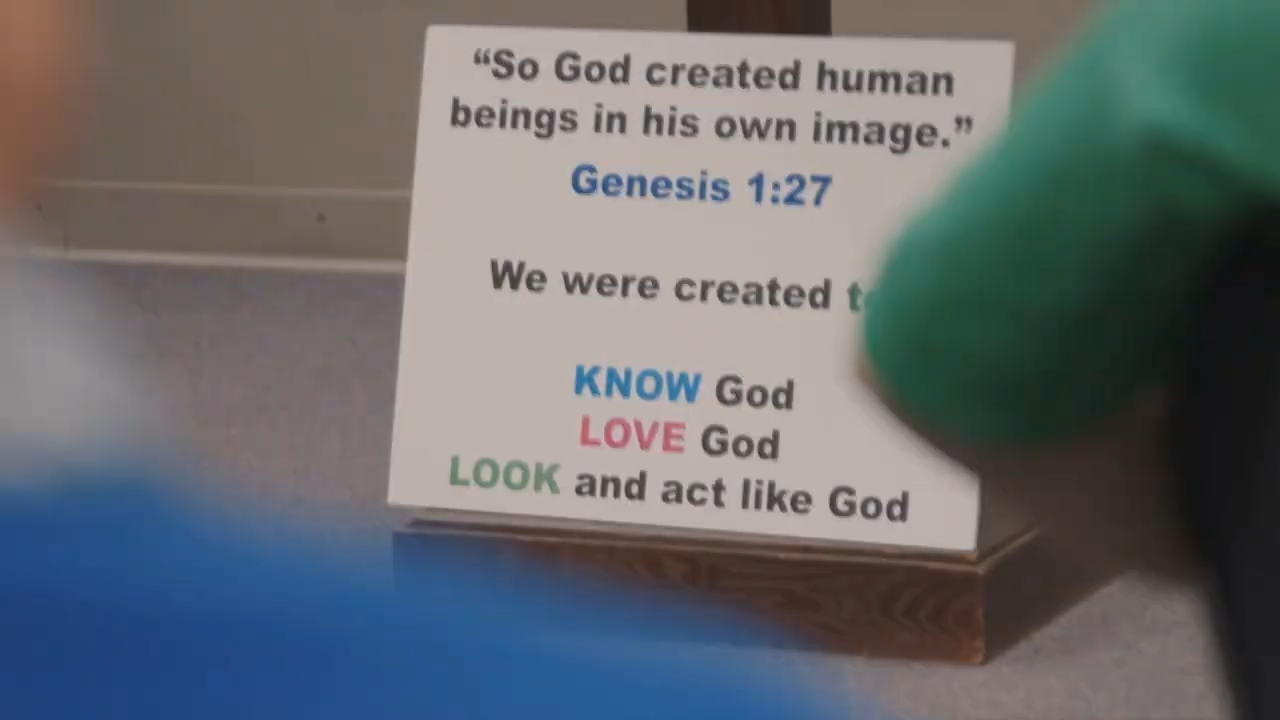 “So God created human
beings in his own image.”
Genesis 1:27
We were created
KNOW God
LOVE God
LOOK and act like God